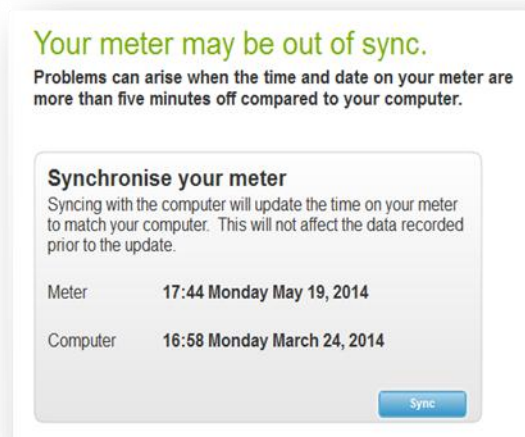 Your meter may be out of sync.
Problems can arise when the time and date on your meter are
more than five minutes off compared to your computer.
Synchronise your meter
Syncing with the computer will update the time on your meter
to match your computer. This will not affect the data recorded
prior to the update.
Meter 17:44 Monday May 19, 2014
Computer 16:58 Monday March 24, 2014
Sync